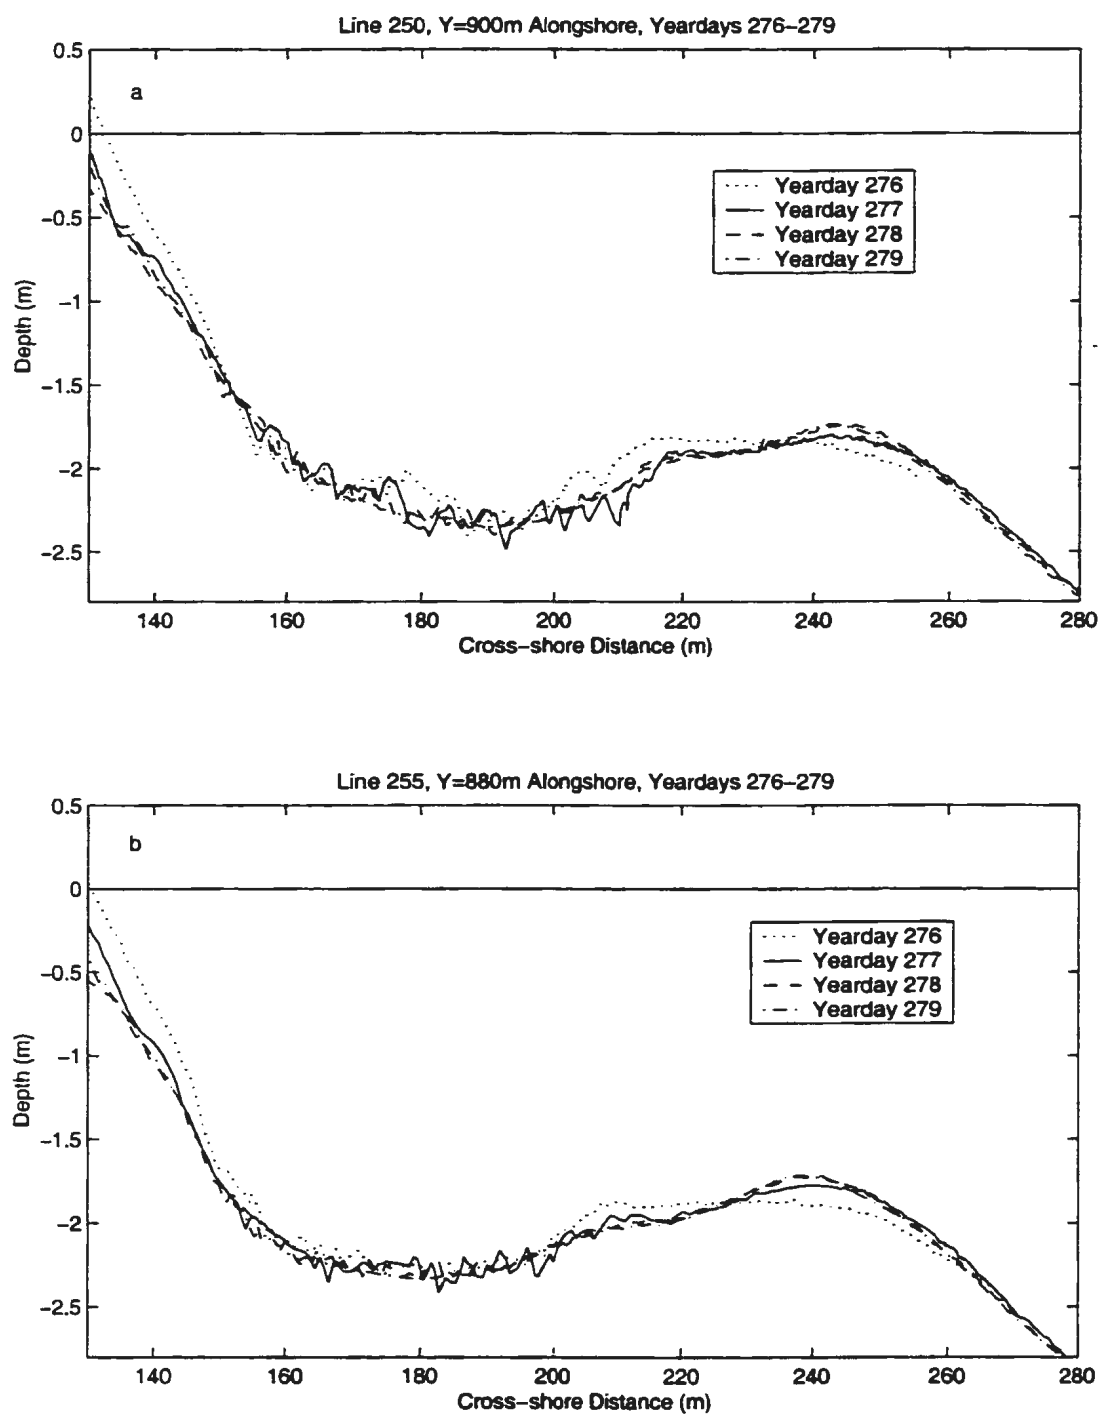 Line 250, Y=900m Alongshore, Yeardays 276–279
0.5
a
0
Yearday 276
Yearday 277
Yearday 278
Yearday 279
−0.5
−1
Depth (m)
−1.5
−2
−2.5
140 160 180 200 220 240 260 280
Cross−shore Distance (m)
Line 255, Y=880m Alongshore, Yeardays 276–279
0.5
b
0
Yearday 276
Yearday 277
Yearday 278
Yearday 279
−0.5
−1
Depth (m)
−1.5
−2
−2.5
140 160 180 200 220 240 260 280
Cross−shore Distance (m)